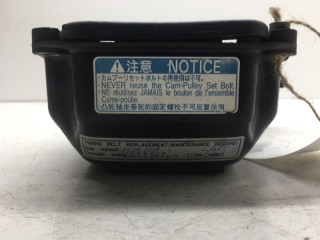 注意 NOTICE
・カムプーリセットボルトの再使用は不可。
・NEVER reuse the Cam-Pulley Set Bolt.
・NE réutilisez JAMAIS le boulon de l'ensemble
Came-poulie.
・凸轮轴皮带轮的固定螺栓不可反复使用
TIMING BELT REPLACEMENT/MAINTENANCE RECORD